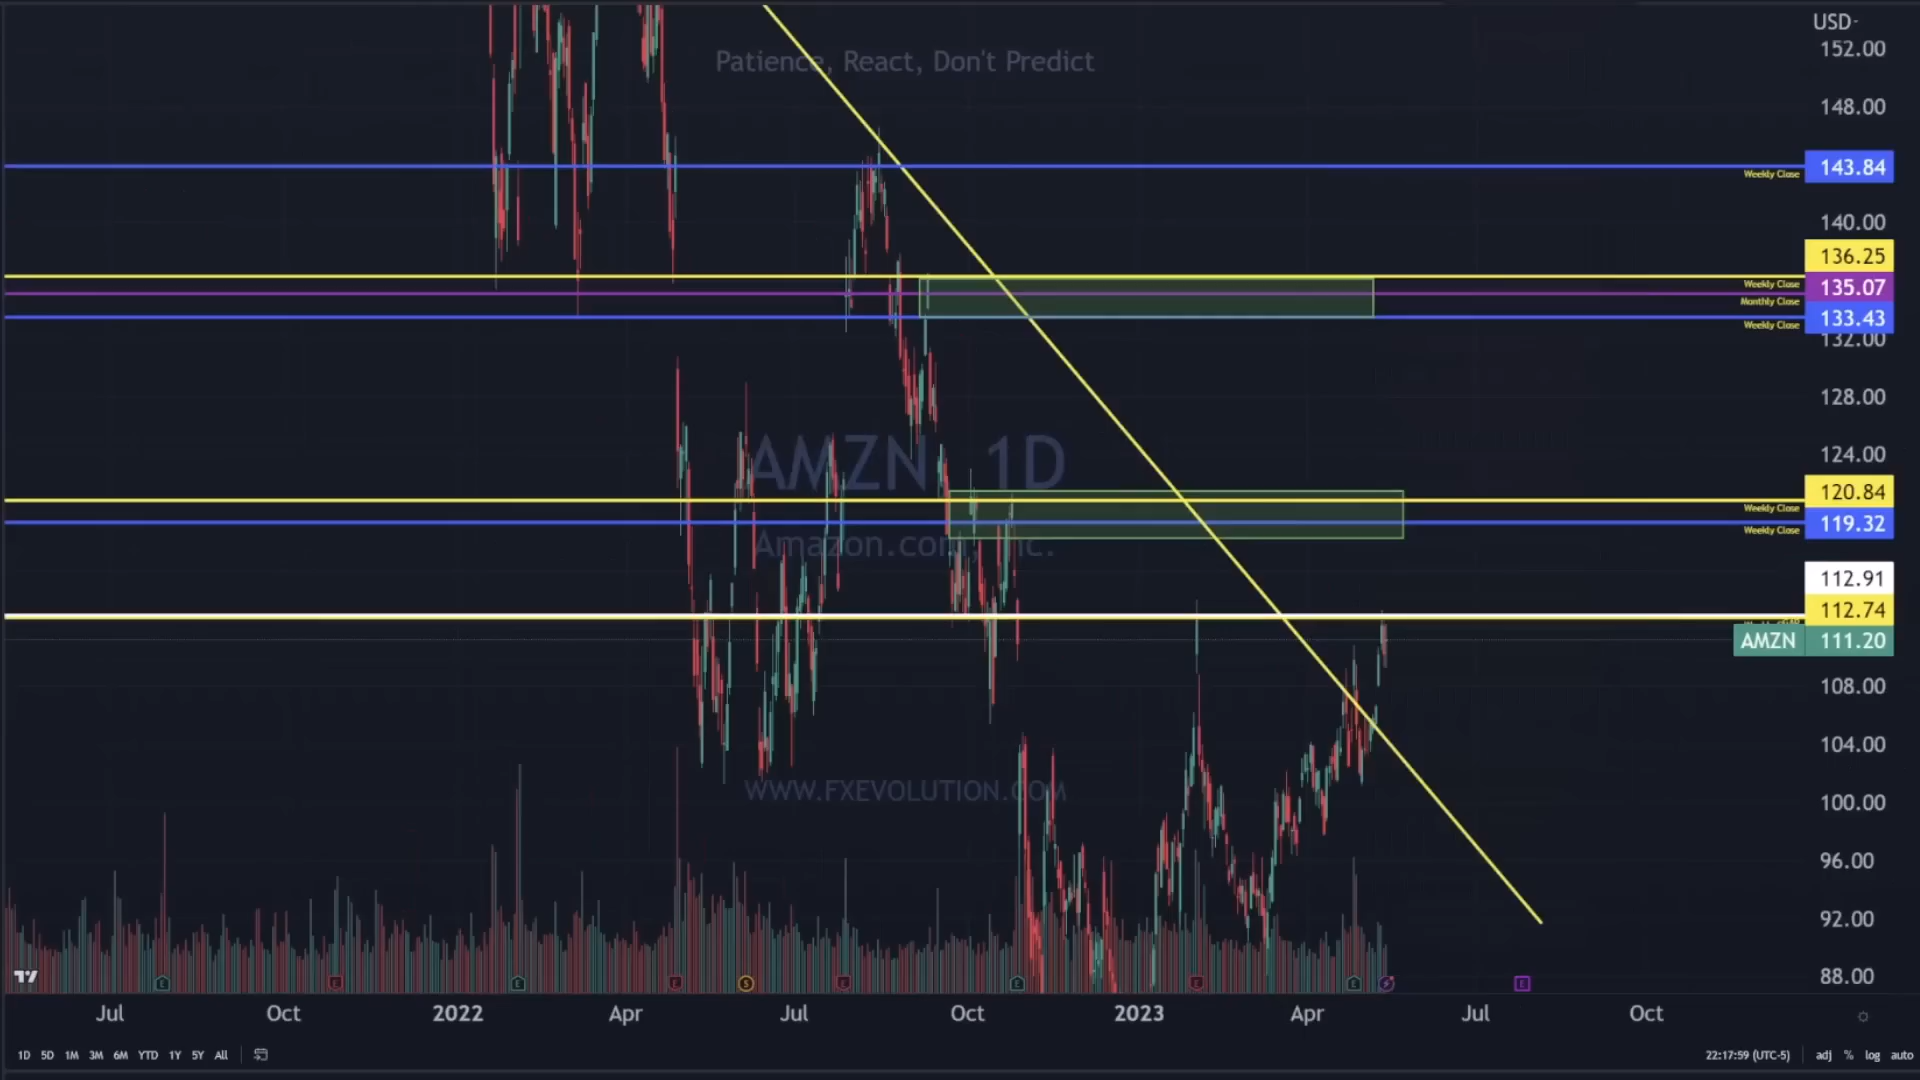 USD
152.00
Patience, React, Don't Predict
148.00
143.84
Weekly Close
140.00
136.25
Weekly Close
135.07
Monthly Close
133.43
Weekly Close
132.00
128.00
AMZN, 1D
124.00
120.84
Weekly Close
119.32
Weekly Close
Amazon.com, Inc.
112.91
112.74
AMZN 111.20
108.00
104.00
WWW.FXEVOLUTION.COM
100.00
96.00
92.00
88.00
E E E E S E E E E E
Jul Oct 2022 Apr Jul Oct 2023 Apr Jul Oct
1D 5D 1M 3M 6M YTD 1Y 5Y All 22:17:59 (UTC-5) adj % log auto